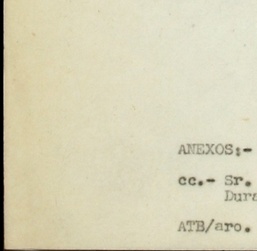 ANEXOS:-
cc.- Sr.
Dura
ATB/aro.